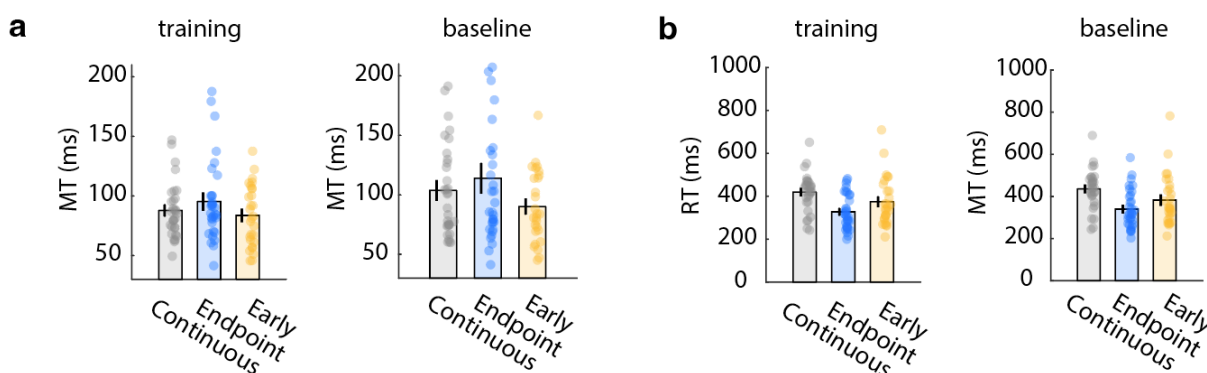 a
training
MT (ms)
200
150
100
50
Continuous
Endpoint
Early
baseline
MT (ms)
200
150
100
50
Continuous
Endpoint
Early
b
training
RT (ms)
1000
800
600
400
200
0
Continuous
Endpoint
Early
baseline
MT (ms)
1000
800
600
400
200
0
Continuous
Endpoint
Early